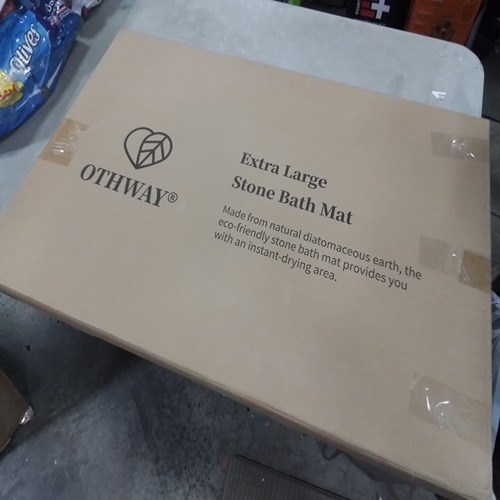 OTHWAY®
Extra Large
Stone Bath Mat
Made from natural diatomaceous earth, the
eco-friendly stone bath mat provides you
with an instant-drying area.